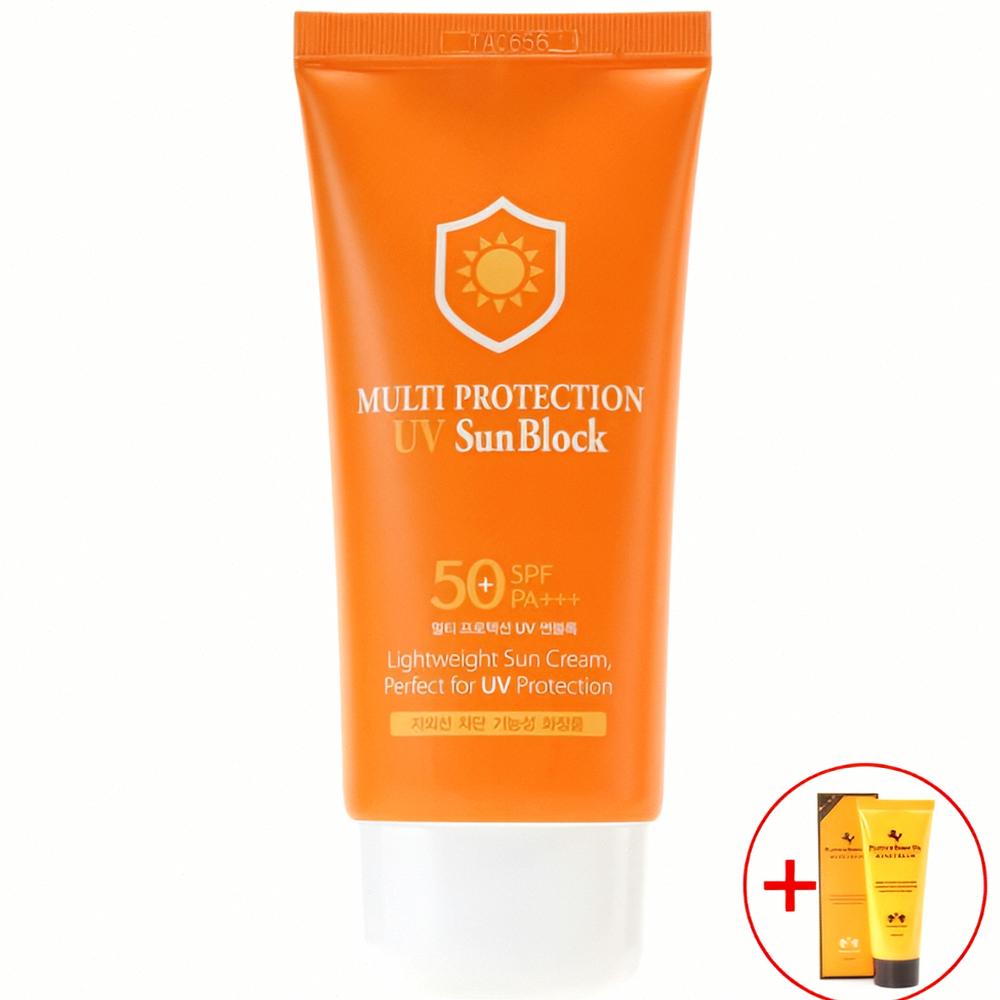 TAC656
MULTI PROTECTION
UV SunBlock
50+ SPF
PA+++
멀티 프로텍션 UV 썬블록
Lightweight Sun Cream,
Perfect for UV Protection
자외선 차단 기능성 화장품